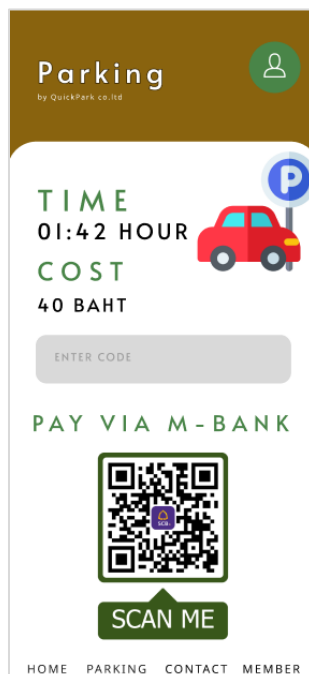 Parking
by QuickPark co.ltd
P
TIME
01:42 HOUR
COST
40 BAHT
ENTER CODE
PAY VIA M-BANK
SCB
SCAN ME
HOME PARKING CONTACT MEMBER